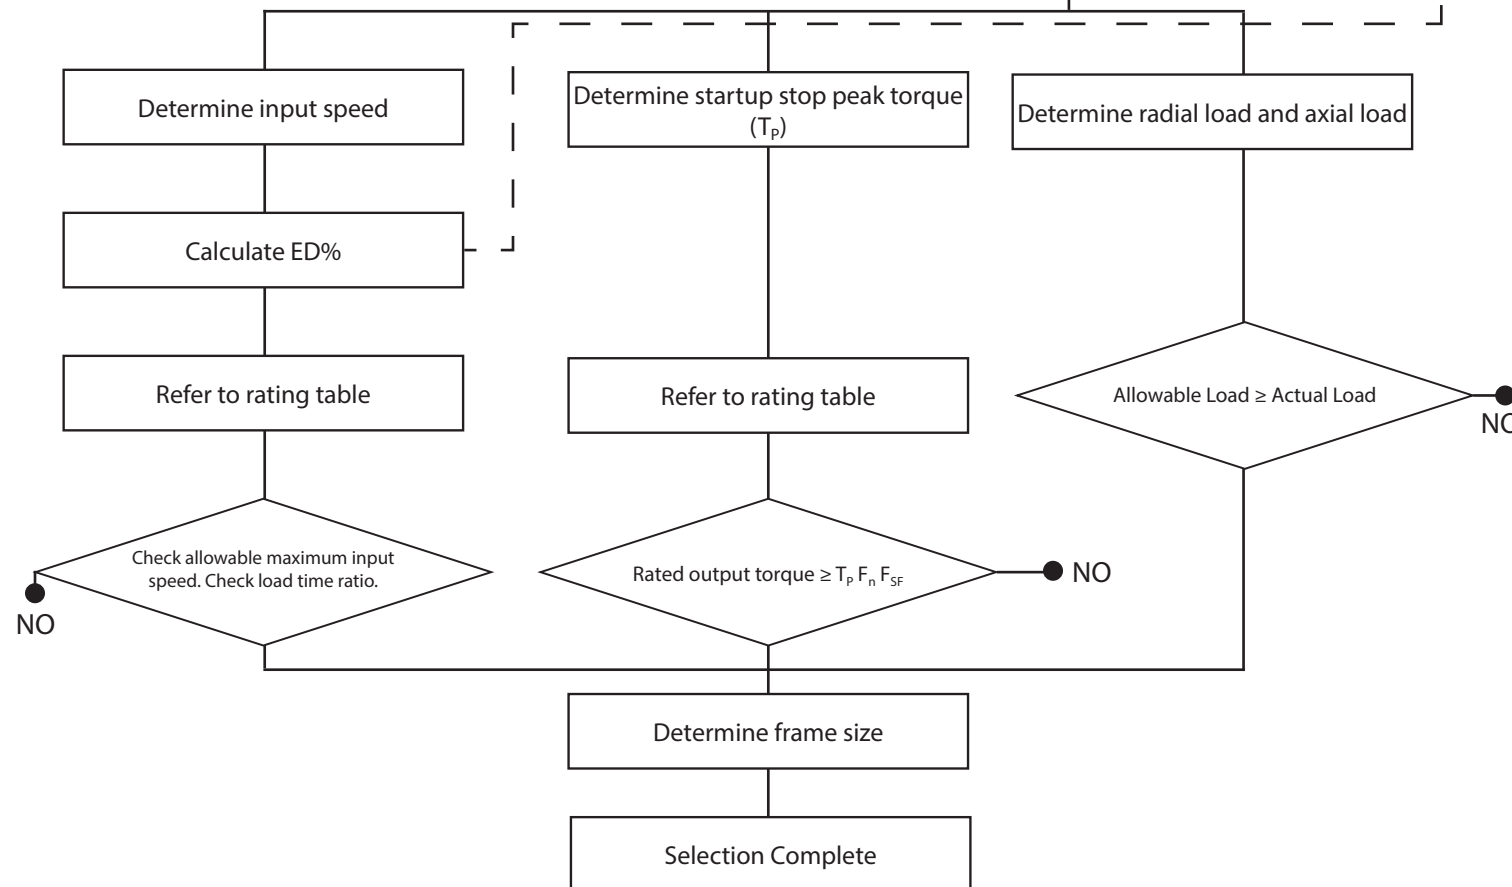 Determine input speed
Determine startup stop peak torque
(TP)
Determine radial load and axial load
Calculate ED%
Refer to rating table
Refer to rating table
Allowable Load ≥ Actual Load
NO
Check allowable maximum input
speed. Check load time ratio.
NO
Rated output torque ≥ TP Fn FSF
NO
Determine frame size
Selection Complete